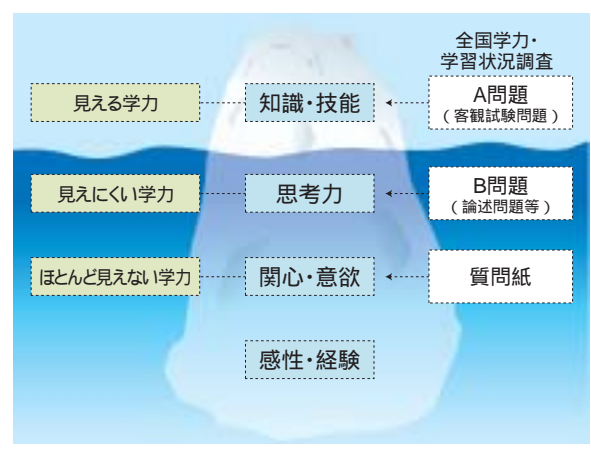 全国学力・
学習状況調査
見える学力
知識・技能
A問題
(客観試験問題)
見えにくい学力
思考力
B問題
(論述問題等)
ほとんど見えない学力
関心・意欲
質問紙
感性・経験